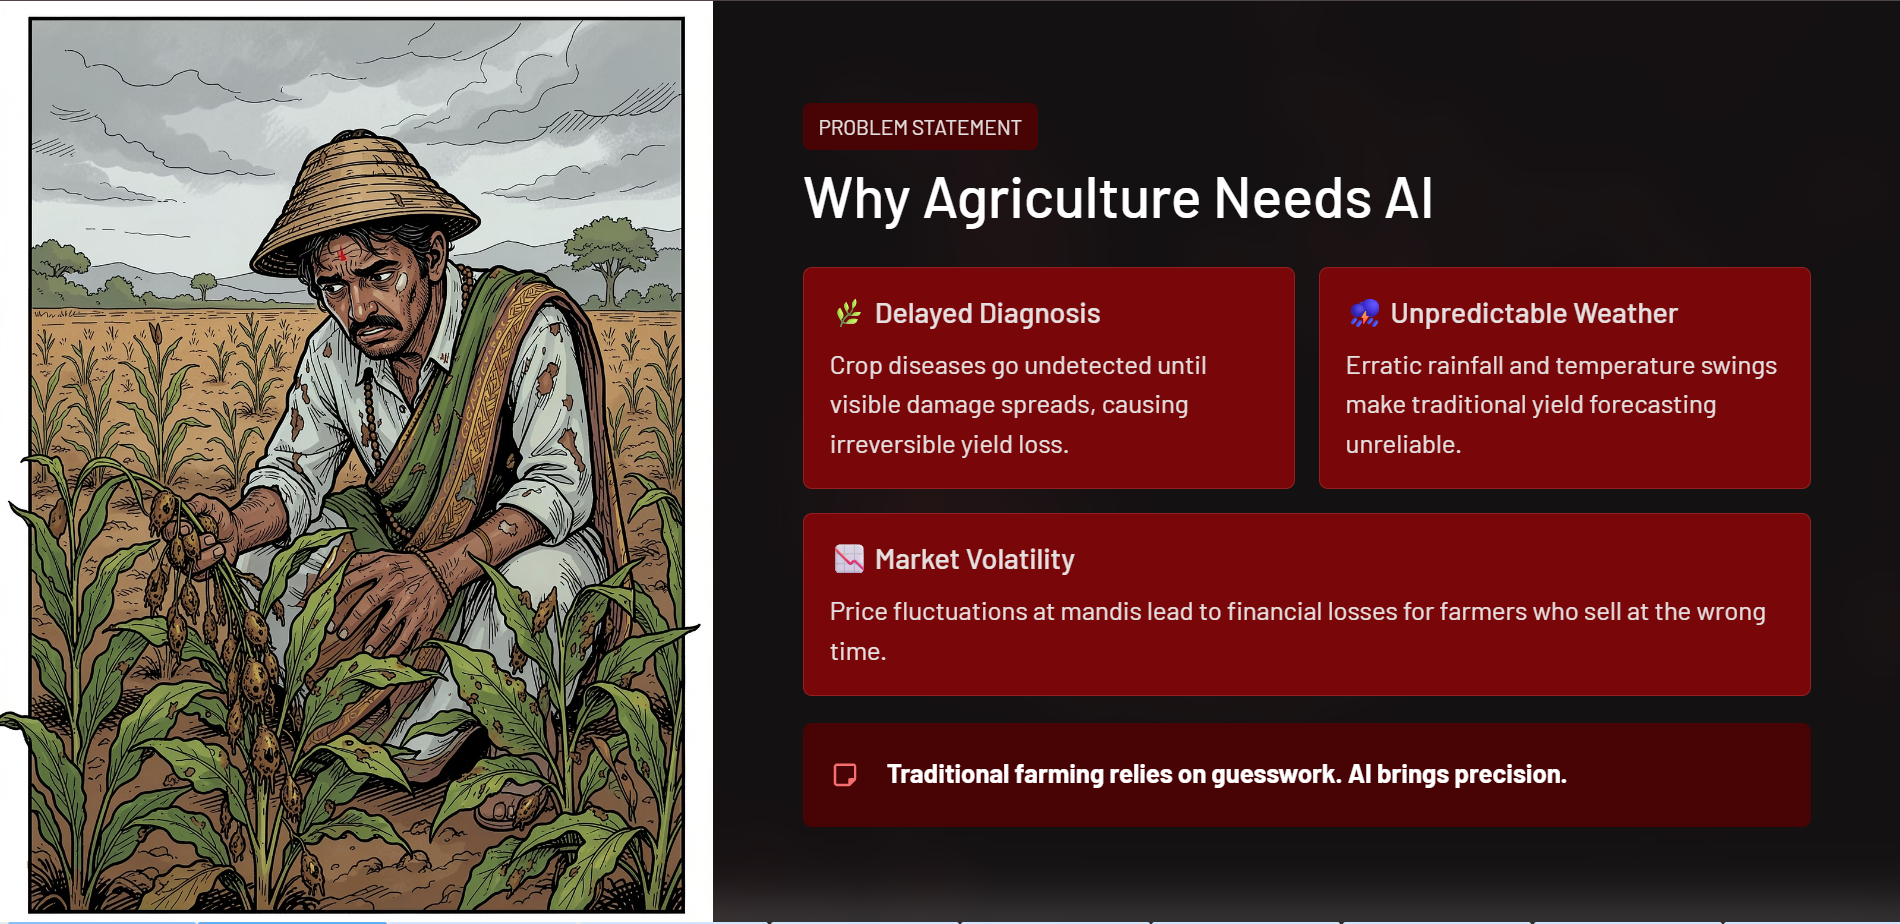 PROBLEM STATEMENT
Why Agriculture Needs AI
Delayed Diagnosis
Crop diseases go undetected until
visible damage spreads, causing
irreversible yield loss.
Unpredictable Weather
Erratic rainfall and temperature swings
make traditional yield forecasting
unreliable.
Market Volatility
Price fluctuations at mandis lead to financial losses for farmers who sell at the wrong
time.
Traditional farming relies on guesswork. AI brings precision.